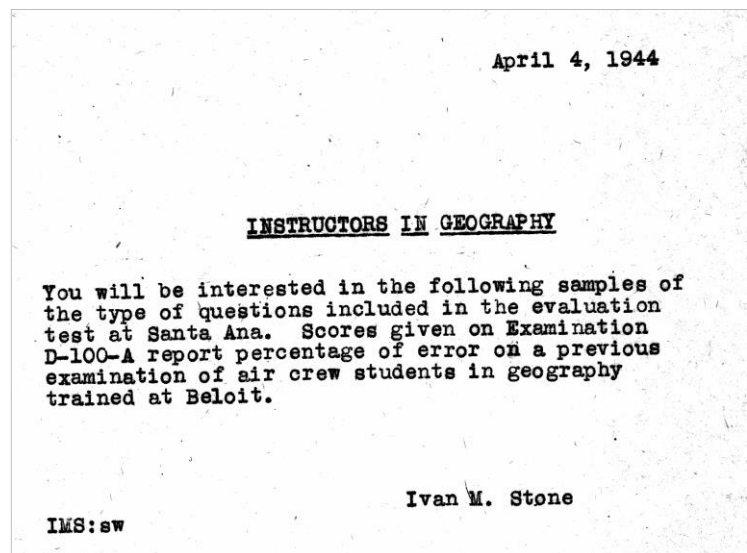 April 4, 1944
INSTRUCTORS IN GEOGRAPHY
You will be interested in the following samples of
the type of questions included in the evaluation
test at Santa Ana.  Scores given on Examination
D-100-A report percentage of error on a previous
examination of air crew students in geography
trained at Beloit.
Ivan M. Stone
IMS:sw